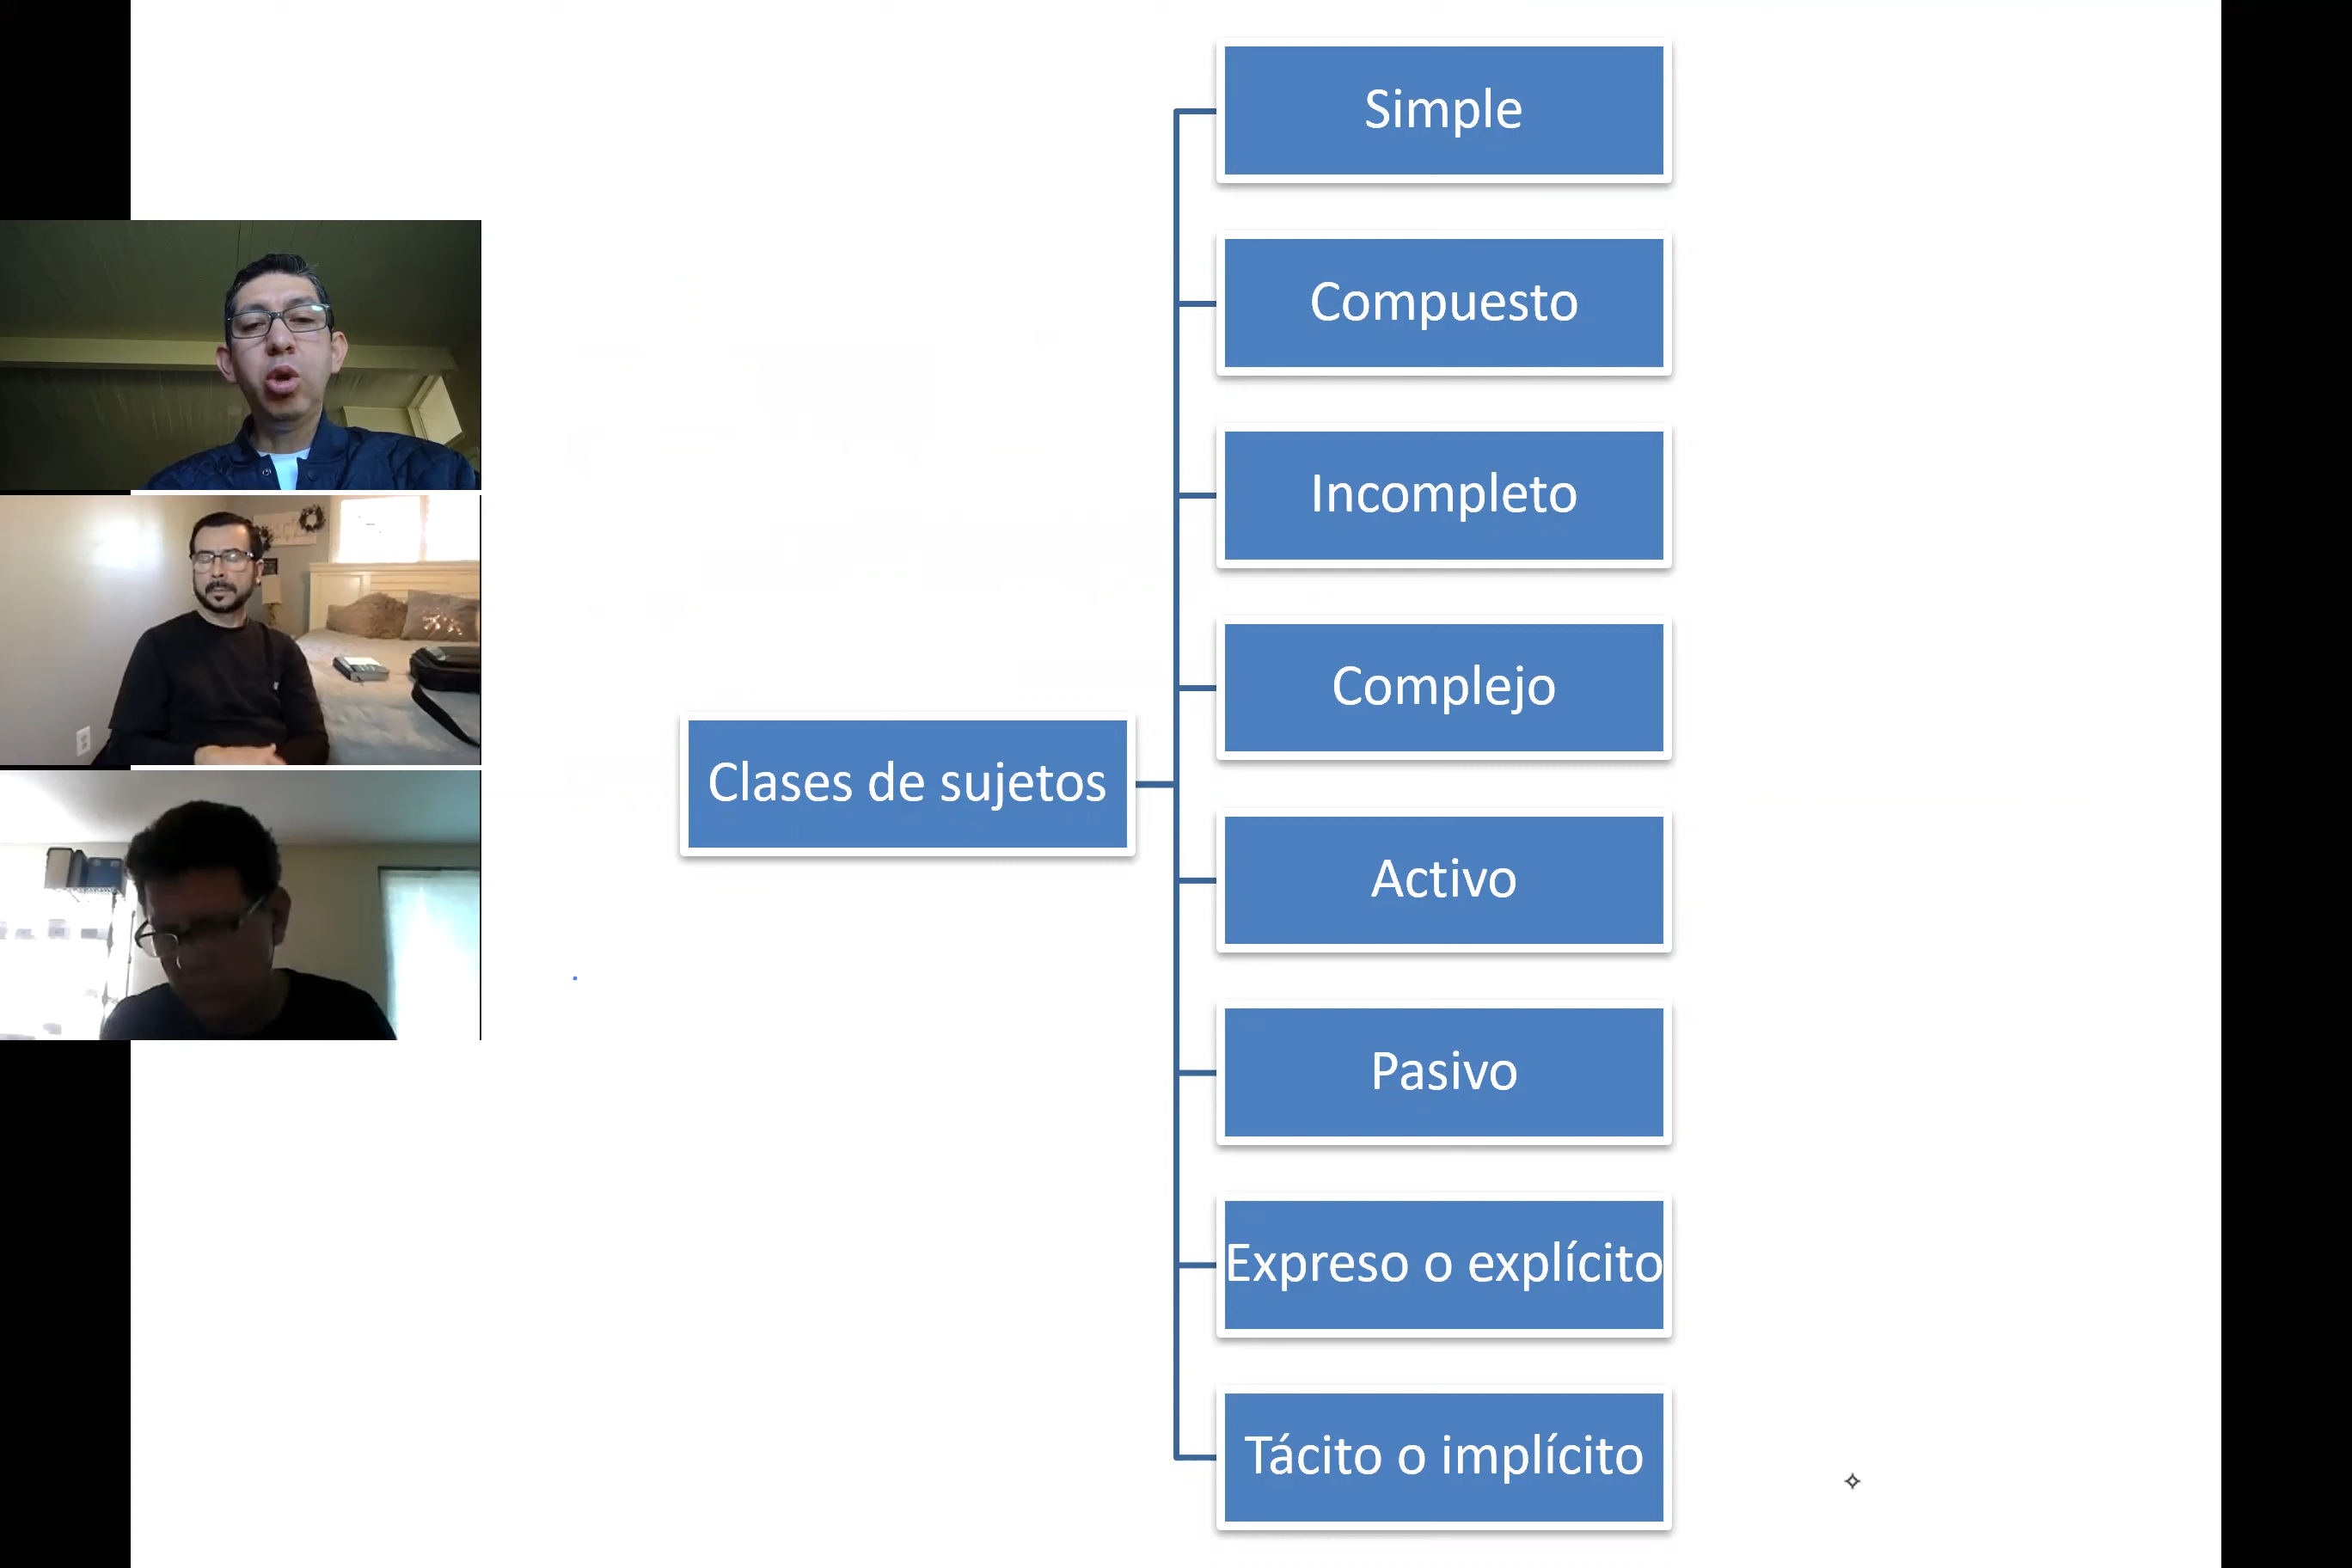 Clases de sujetos
Simple
Compuesto
Incompleto
Complejo
Activo
Pasivo
Expreso o explícito
Tácito o implícito